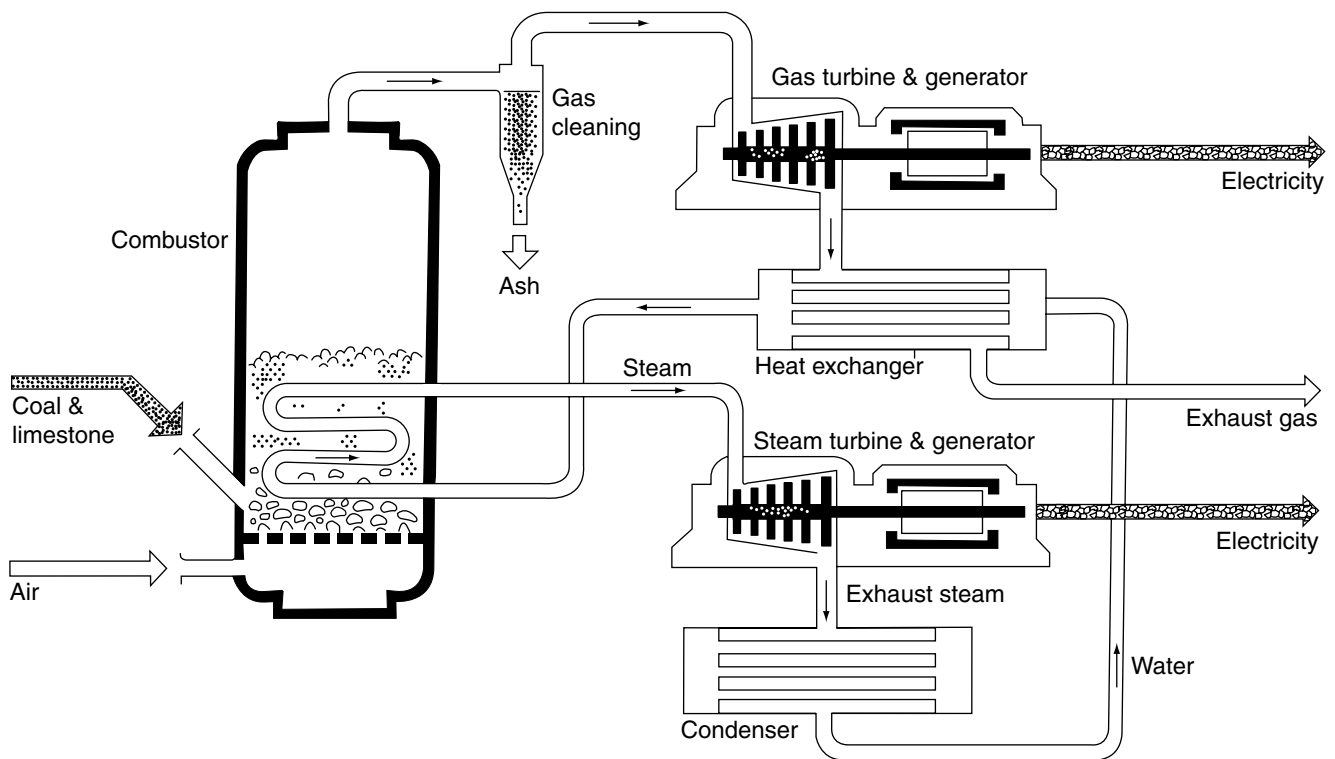 Gas turbine & generator
Gas
cleaning
Electricity
Combustor
Ash
Heat exchanger
Steam
Coal &
limestone
Exhaust gas
Steam turbine & generator
Electricity
Air
Exhaust steam
Water
Condenser